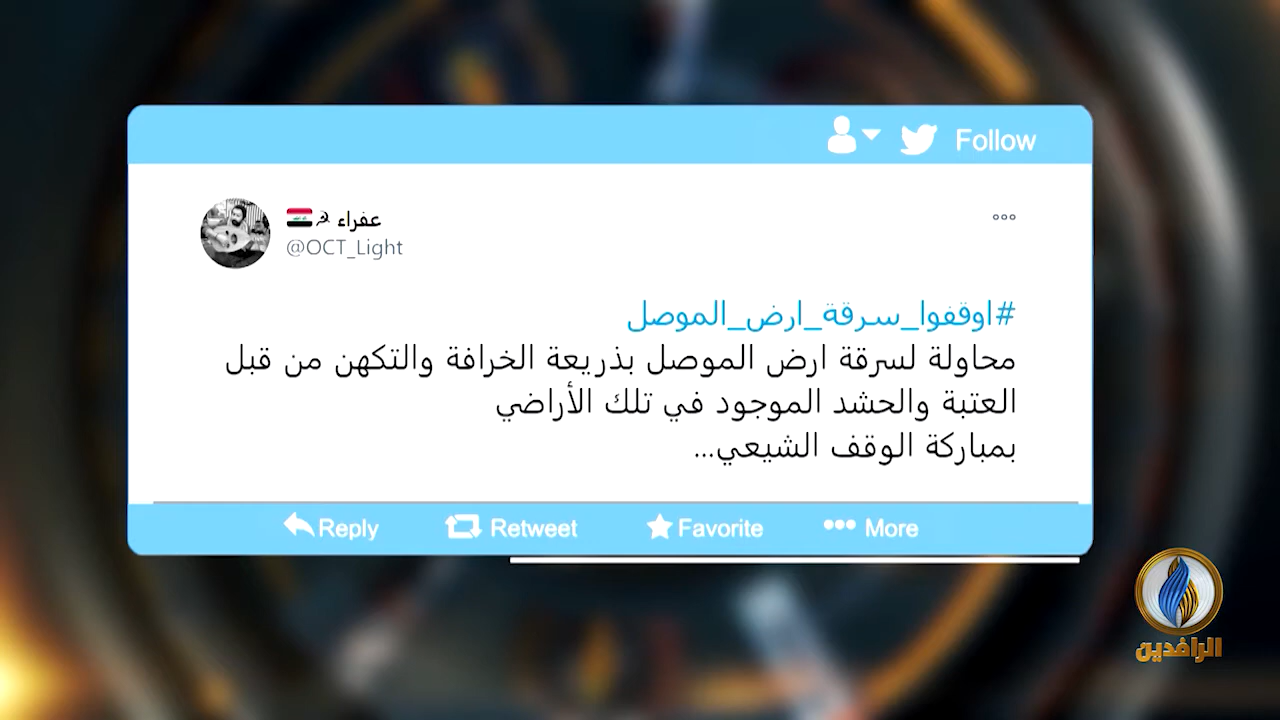 Follow
عفراء
@OCT_Light
#اوقفوا_سرقة_ارض_الموصل
محاولة لسرقة ارض الموصل بذريعة الخرافة والتكهن من قبل
العتبة والحشد الموجود في تلك الأراضي
بمباركة الوقف الشيعي...
Reply Retweet Favorite More
الرافدين